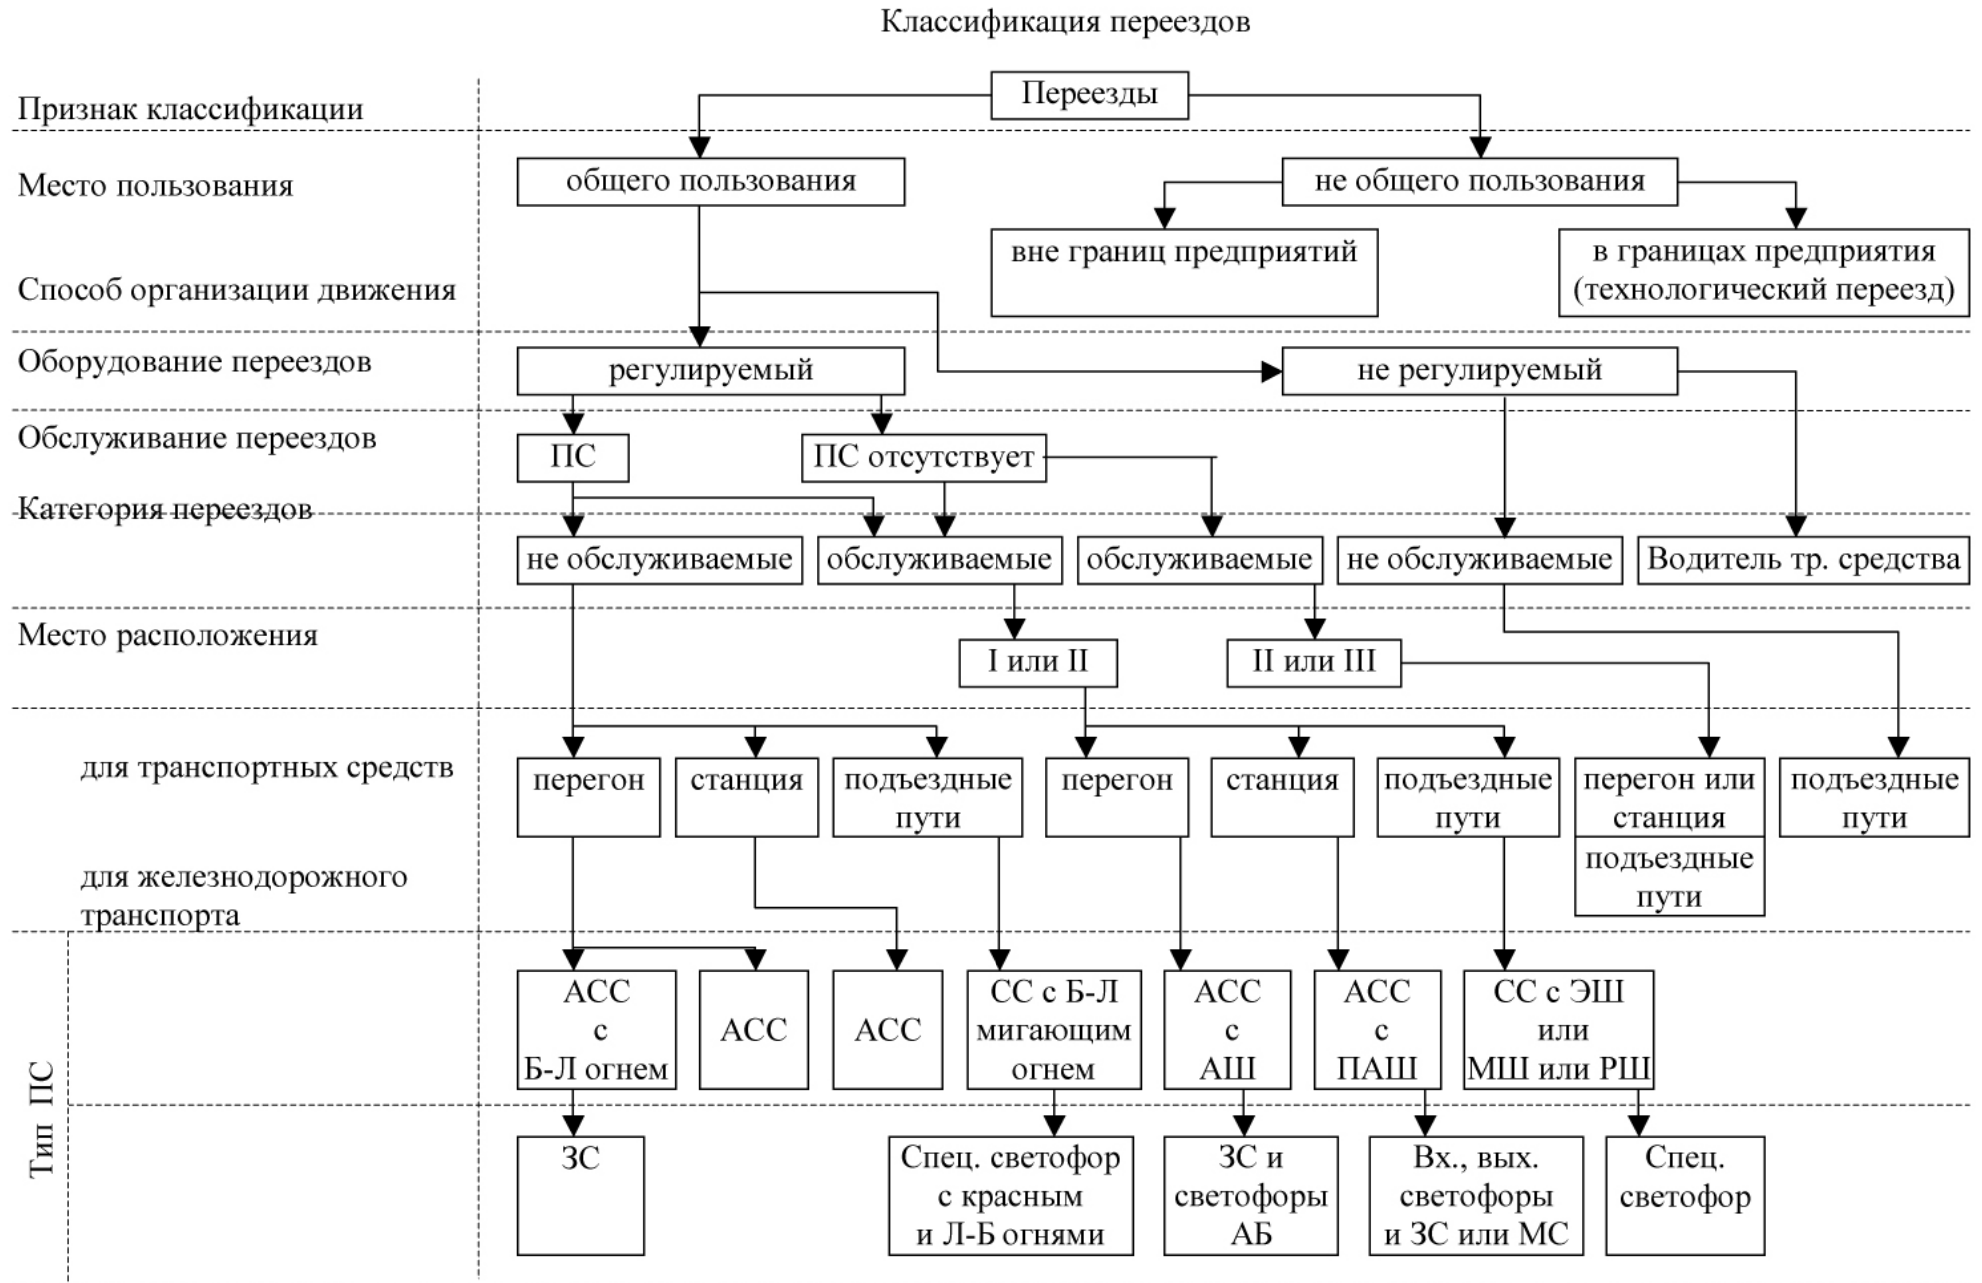 Классификация переездов
Признак классификации
Переезды
Место пользования
общего пользования
не общего пользования
Способ организации движения
вне границ предприятий
в границах предприятия
(технологический переезд)
Оборудование переездов
регулируемый
не регулируемый
Обслуживание переездов
ПС
ПС отсутствует
Категория переездов
не обслуживаемые
обслуживаемые
обслуживаемые
не обслуживаемые
Водитель тр. средства
Место расположения
I или II
II или III
для транспортных средств
перегон
станция
подъездные
пути
перегон
станция
подъездные
пути
перегон или
станция
подъездные
пути
подъездные
пути
для железнодорожного
транспорта
Тип ПС
АСС
с
Б-Л огнем
АСС
АСС
СС с Б-Л
мигающим
огнем
АСС
с
АШ
АСС
с
ПАШ
СС с ЭШ
или
МШ или РШ
ЗС
Спец. светофор
с красным
и Л-Б огнями
ЗС и
светофоры
АБ
Вх., вых.
светофоры
и ЗС или МС
Спец.
светофор